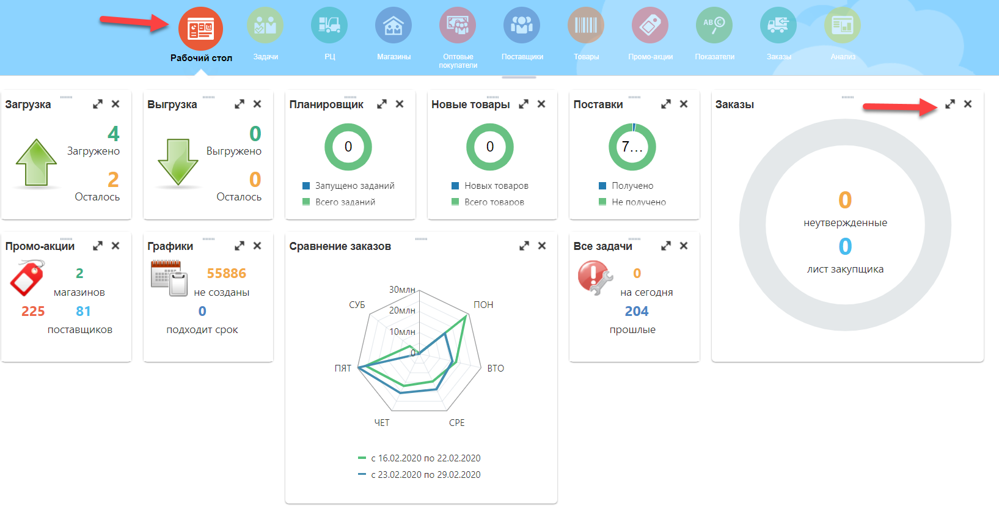 Рабочий стол
Задачи
РЦ
Магазины
Оптовые
покупатели
Поставщики
Товары
Промо-акции
ABC
Показатели
Заказы
Анализ
Загрузка
4
Загружено
2
Осталось
Выгрузка
0
Выгружено
0
Осталось
Планировщик
0
Запущено заданий
Всего заданий
Новые товары
0
Новых товаров
Всего товаров
Поставки
7...
Получено
Не получено
Заказы
0
неутвержденные
0
лист закупщика
Промо-акции
2
магазинов
225 81
поставщиков
Графики
55886
не созданы
0
подходит срок
Сравнение заказов
30млн
20млн
10млн
0
ПОН
ВТО
СРЕ
ЧЕТ
ПЯТ
СУБ
с 16.02.2020 по 22.02.2020
с 23.02.2020 по 29.02.2020
Все задачи
0
на сегодня
204
прошлые